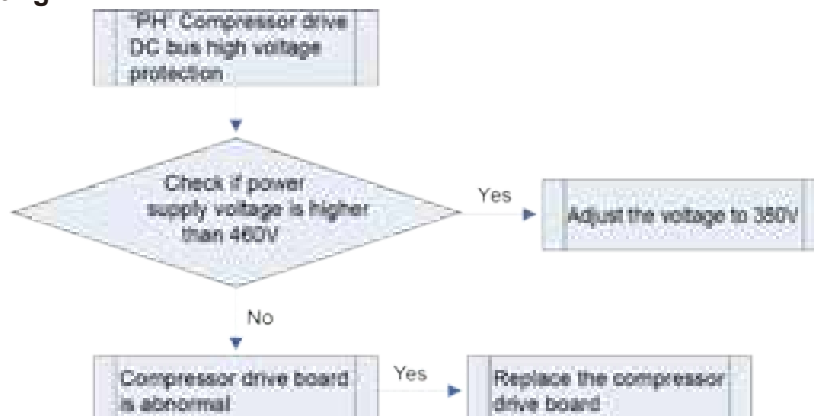 "PH" Compressor drive
DC bus high voltage
protection
Check if power
supply voltage is higher
than 460V
Yes
Adjust the voltage to 380V
No
Compressor drive board
is abnormal
Yes
Replace the compressor
drive board